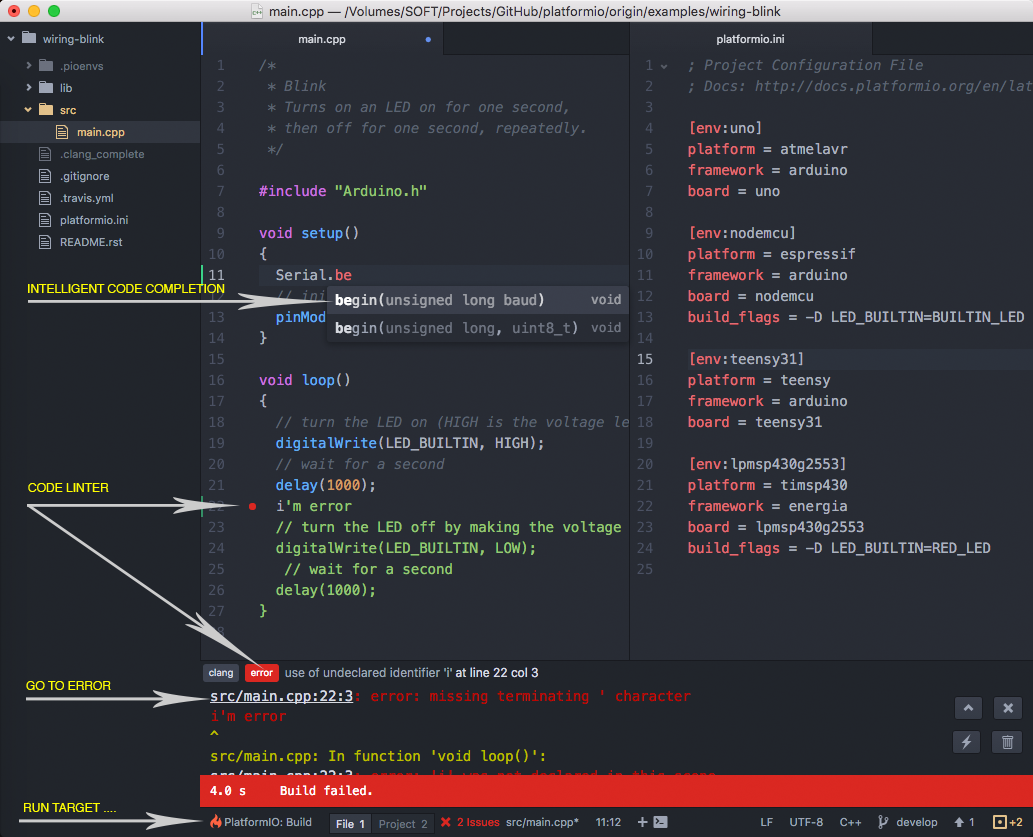 main.cpp — /Volumes/SOFT/Projects/GitHub/platformio/origin/examples/wiring-blink
wiring-blink
.pioenvs
lib
src
main.cpp
.clang_complete
.gitignore
.travis.yml
platformio.ini
README.rst
INTELLIGENT CODE COMPLETION
CODE LINTER
GO TO ERROR
RUN TARGET ....
main.cpp
1 /*
2 * Blink
3 * Turns on an LED on for one second,
4 * then off for one second, repeatedly.
5 */
6
7 #include "Arduino.h"
8
9 void setup()
10 {
11 Serial.be
12 // ini
begin(unsigned long baud) void
13 pinMod
begin(unsigned long, uint8_t) void
14 }
15
16 void loop()
17 {
18 // turn the LED on (HIGH is the voltage le
19 digitalWrite(LED_BUILTIN, HIGH);
20 // wait for a second
21 delay(1000);
22 i'm error
23 // turn the LED off by making the voltage
24 digitalWrite(LED_BUILTIN, LOW);
25 // wait for a second
26 delay(1000);
27 }
platformio.ini
1 ; Project Configuration File
2 ; Docs: http://docs.platformio.org/en/lat
3
4 [env:uno]
5 platform = atmelavr
6 framework = arduino
7 board = uno
8
9 [env:nodemcu]
10 platform = espressif
11 framework = arduino
12 board = nodemcu
13 build_flags = -D LED_BUILTIN=BUILTIN_LED
14
15 [env:teensy31]
16 platform = teensy
17 framework = arduino
18 board = teensy31
19
20 [env:lpmsp430g2553]
21 platform = timsp430
22 framework = energia
23 board = lpmsp430g2553
24 build_flags = -D LED_BUILTIN=RED_LED
25
clang error use of undeclared identifier 'i' at line 22 col 3
src/main.cpp:22:3: error: missing terminating ' character
i'm error
^
src/main.cpp: In function 'void loop()':
4.0 s Build failed.
PlatformIO: Build File 1 Project 2 2 Issues src/main.cpp* 11:12 + LF UTF-8 C++ develop 1 +2